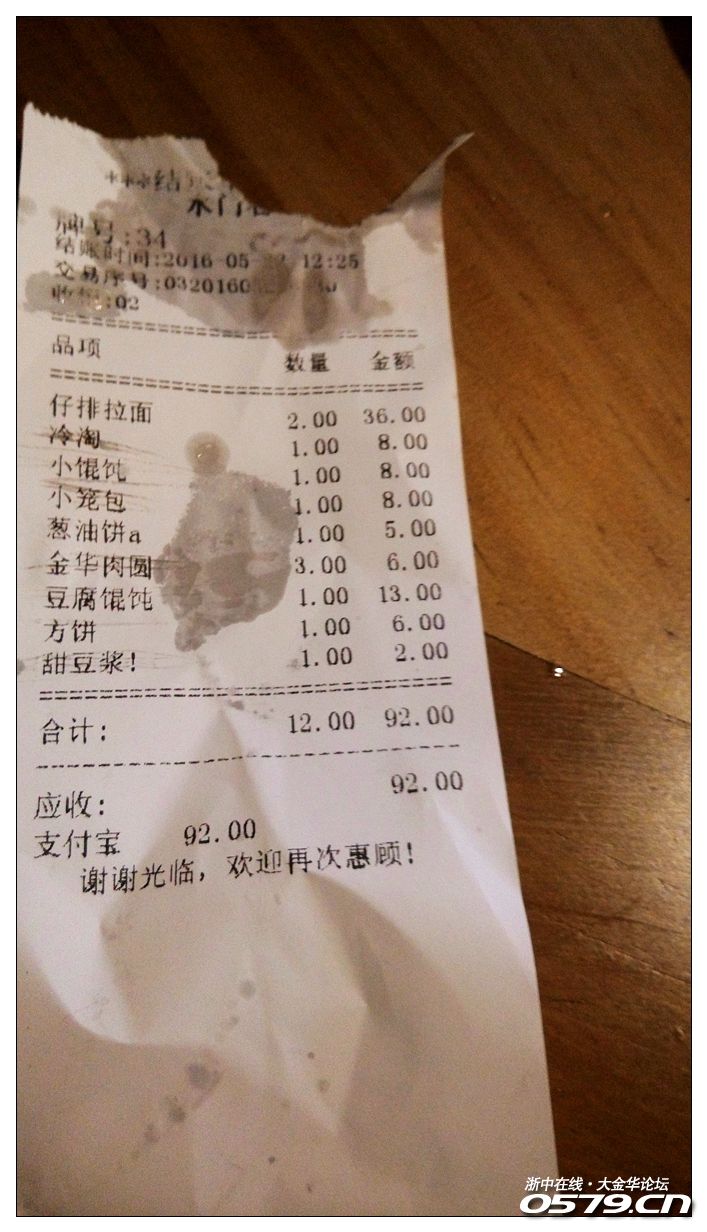 ***结
水门
牌号:34
结账时间:2016-05- 12:25
交易序号:0320160
收银:02
品项 数量 金额
仔排拉面 2.00 36.00
冷淘 1.00 8.00
小馄饨 1.00 8.00
小笼包 1.00 8.00
葱油饼a 1.00 5.00
金华肉圆 3.00 6.00
豆腐馄饨 1.00 13.00
方饼 1.00 6.00
甜豆浆! 1.00 2.00
合计: 12.00 92.00
应收: 92.00
支付宝 92.00
谢谢光临, 欢迎再次惠顾!
浙中在线·大金华论坛
0579.cn